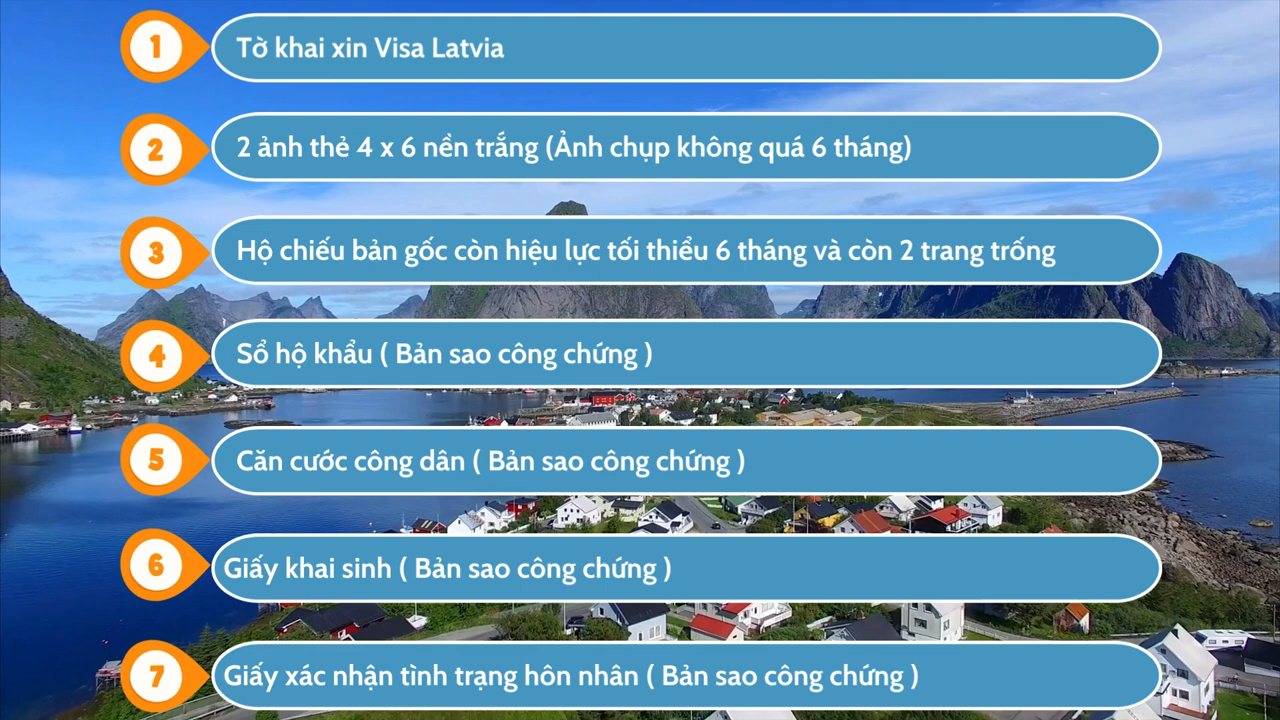 1 Tờ khai xin Visa Latvia
2 2 ảnh thẻ 4 x 6 nền trắng (Ảnh chụp không quá 6 tháng)
3 Hộ chiếu bản gốc còn hiệu lực tối thiểu 6 tháng và còn 2 trang trống
4 Sổ hộ khẩu ( Bản sao công chứng )
5 Căn cước công dân ( Bản sao công chứng )
6 Giấy khai sinh ( Bản sao công chứng )
7 Giấy xác nhận tình trạng hôn nhân ( Bản sao công chứng )